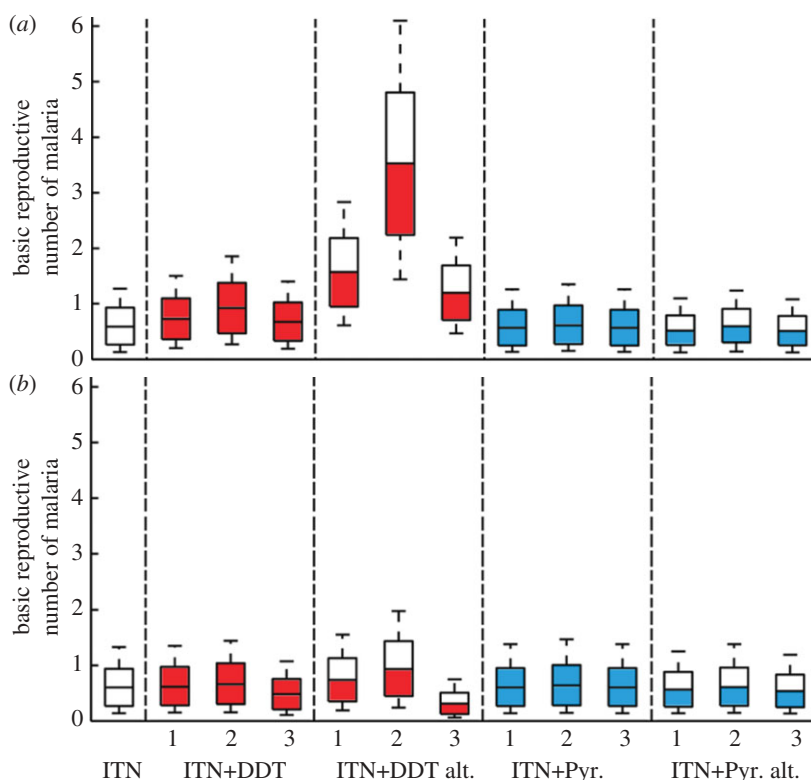 (a)
basic reproductive
number of malaria
6
5
4
3
2
1
0
(b)
basic reproductive
number of malaria
6
5
4
3
2
1
0
1 2 3 1 2 3 1 2 3 1 2 3
ITN ITN+DDT ITN+DDT alt. ITN+Pyr. ITN+Pyr. alt